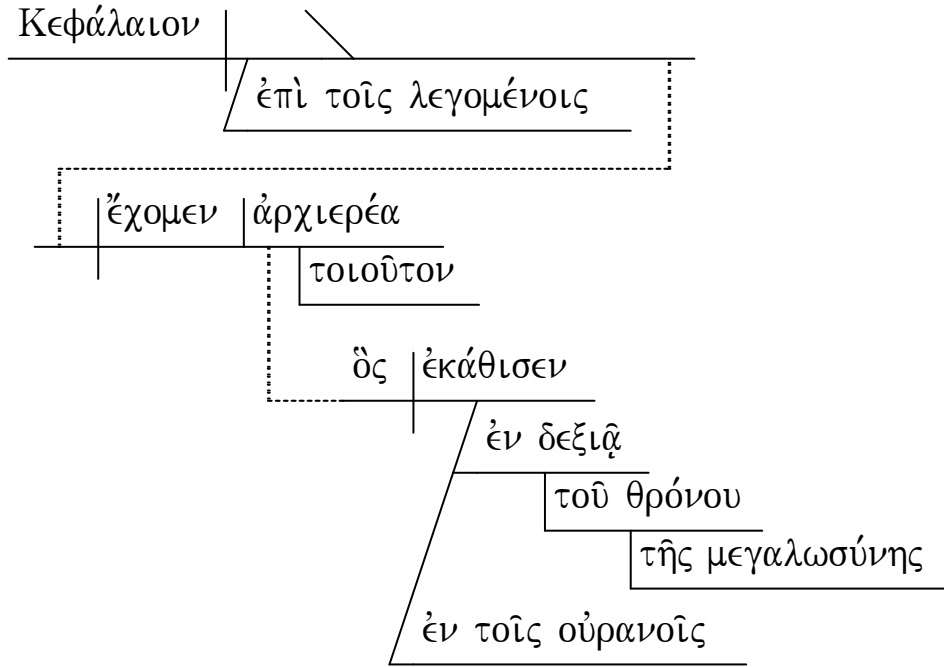 Κεφάλαιον
ἐπὶ τοῖς λεγομένοις
ἔχομεν ἀρχιερέα
τοιοῦτον
ὃς ἐκάθισεν
ἐν δεξιᾷ
τοῦ θρόνου
τῆς μεγαλωσύνης
ἐν τοῖς οὐρανοῖς